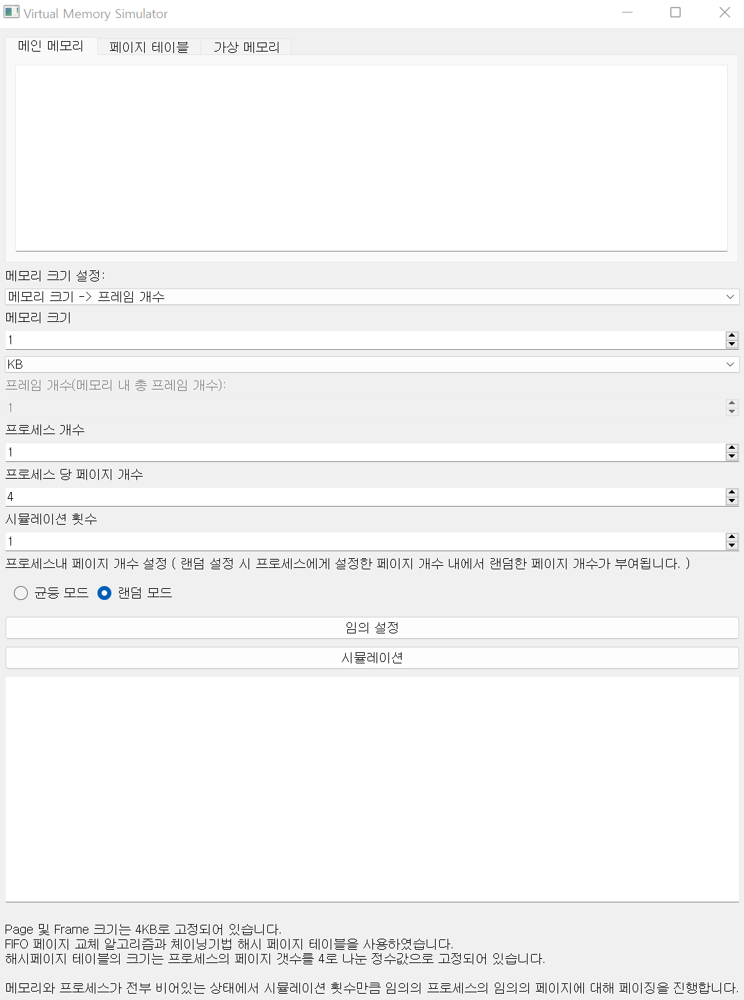 Virtual Memory Simulator
메인 메모리 페이지 테이블 가상 메모리
메모리 크기 설정:
메모리 크기 -> 프레임 개수
메모리 크기
1
KB
프레임 개수(메모리 내 총 프레임 개수):
1
프로세스 개수
1
프로세스 당 페이지 개수
4
시뮬레이션 횟수
1
프로세스내 페이지 개수 설정 ( 랜덤 설정 시 프로세스에게 설정한 페이지 개수 내에서 랜덤한 페이지 개수가 부여됩니다. )
균등 모드 랜덤 모드
임의 설정
시뮬레이션
Page 및 Frame 크기는 4KB로 고정되어 있습니다.
FIFO 페이지 교체 알고리즘과 체이닝기법 해시 페이지 테이블을 사용하였습니다.
해시페이지 테이블의 크기는 프로세스의 페이지 갯수를 4로 나눈 정수값으로 고정되어 있습니다.
메모리와 프로세스가 전부 비어있는 상태에서 시뮬레이션 횟수만큼 임의의 프로세스의 임의의 페이지에 대해 페이징을 진행합니다.